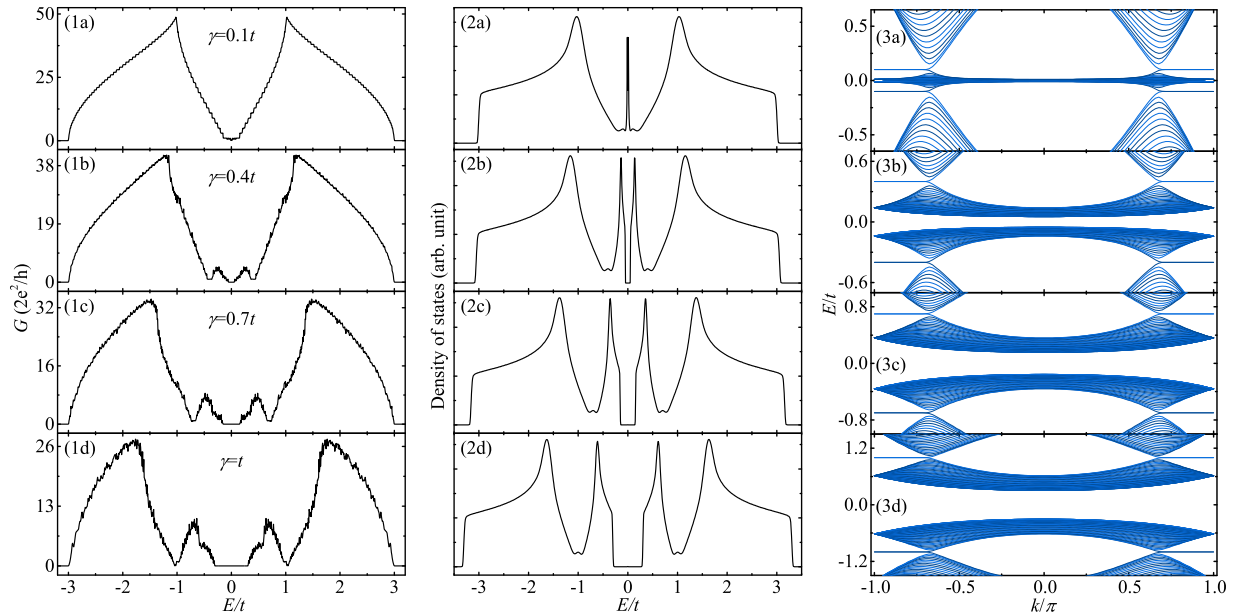 G (2e²/h)
(1a)
γ=0.1t
50
25
0
(1b)
γ=0.4t
38
19
0
(1c)
γ=0.7t
32
16
0
(1d)
γ=t
26
13
0
-3 -2 -1 0 1 2 3
E/t
Density of states (arb. unit)
(2a)
(2b)
(2c)
(2d)
-3 -2 -1 0 1 2 3
E/t
E/t
(3a)
0.5
0.0
-0.5
(3b)
0.6
0.0
-0.6
(3c)
0.8
0.0
-0.8
(3d)
1.2
0.0
-1.2
-1.0 -0.5 0.0 0.5 1.0
k/π